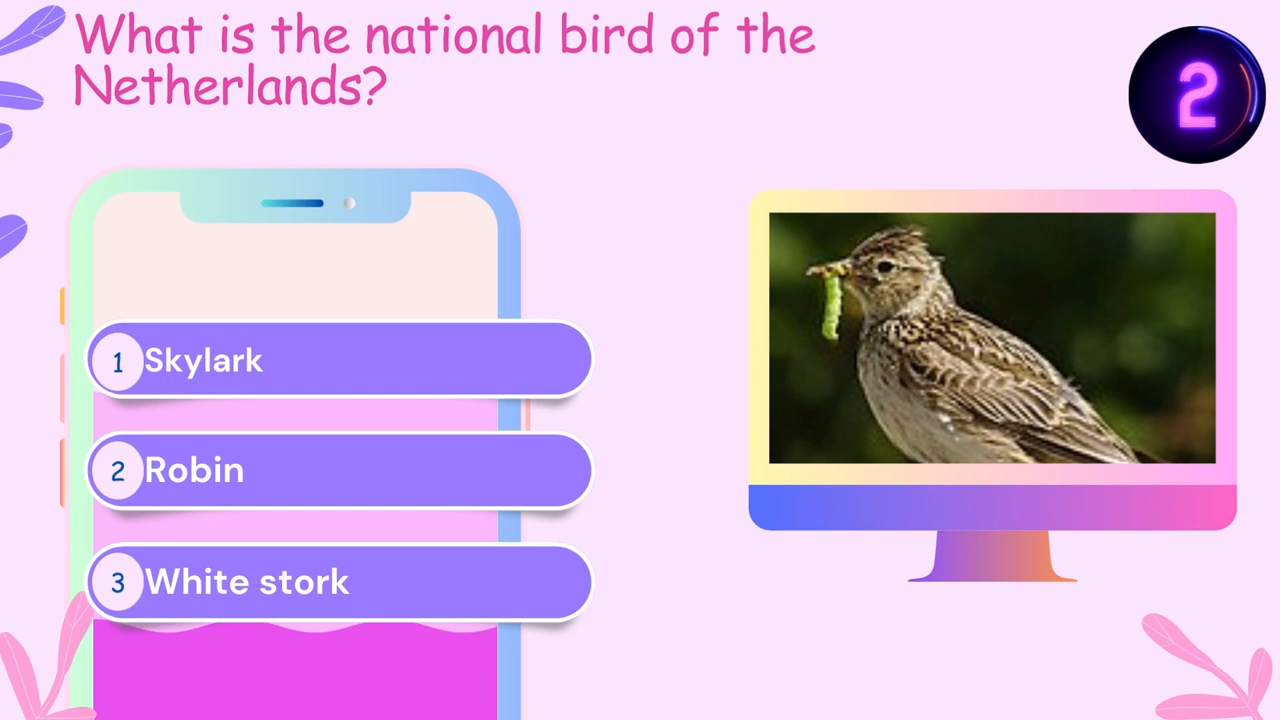 What is the national bird of the
Netherlands?
2
1 Skylark
2 Robin
3 White stork